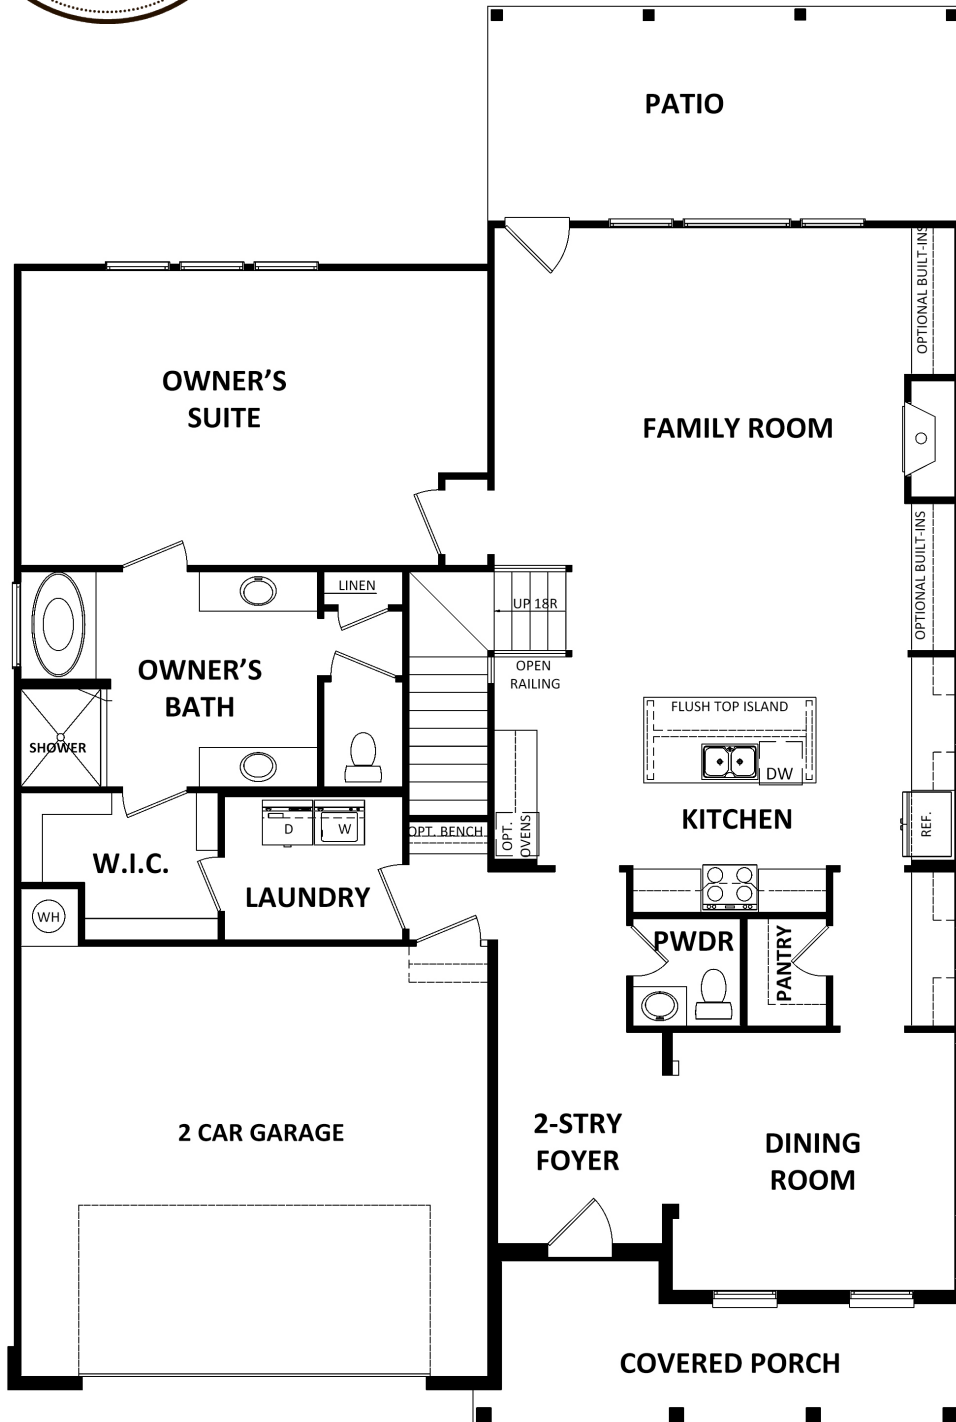 PATIO
OPTIONAL BUILT-INS
OWNER’S
SUITE
FAMILY ROOM
OPTIONAL BUILT-INS
LINEN
UP 18R
OPEN
RAILING
OWNER’S
BATH
FLUSH TOP ISLAND
SHOWER
DW
KITCHEN
REF.
D
W
OPT. BENCH
OPT.
OVENS
W.I.C.
LAUNDRY
WH
PWDR
PANTRY
2-STRY
FOYER
2 CAR GARAGE
DINING
ROOM
COVERED PORCH